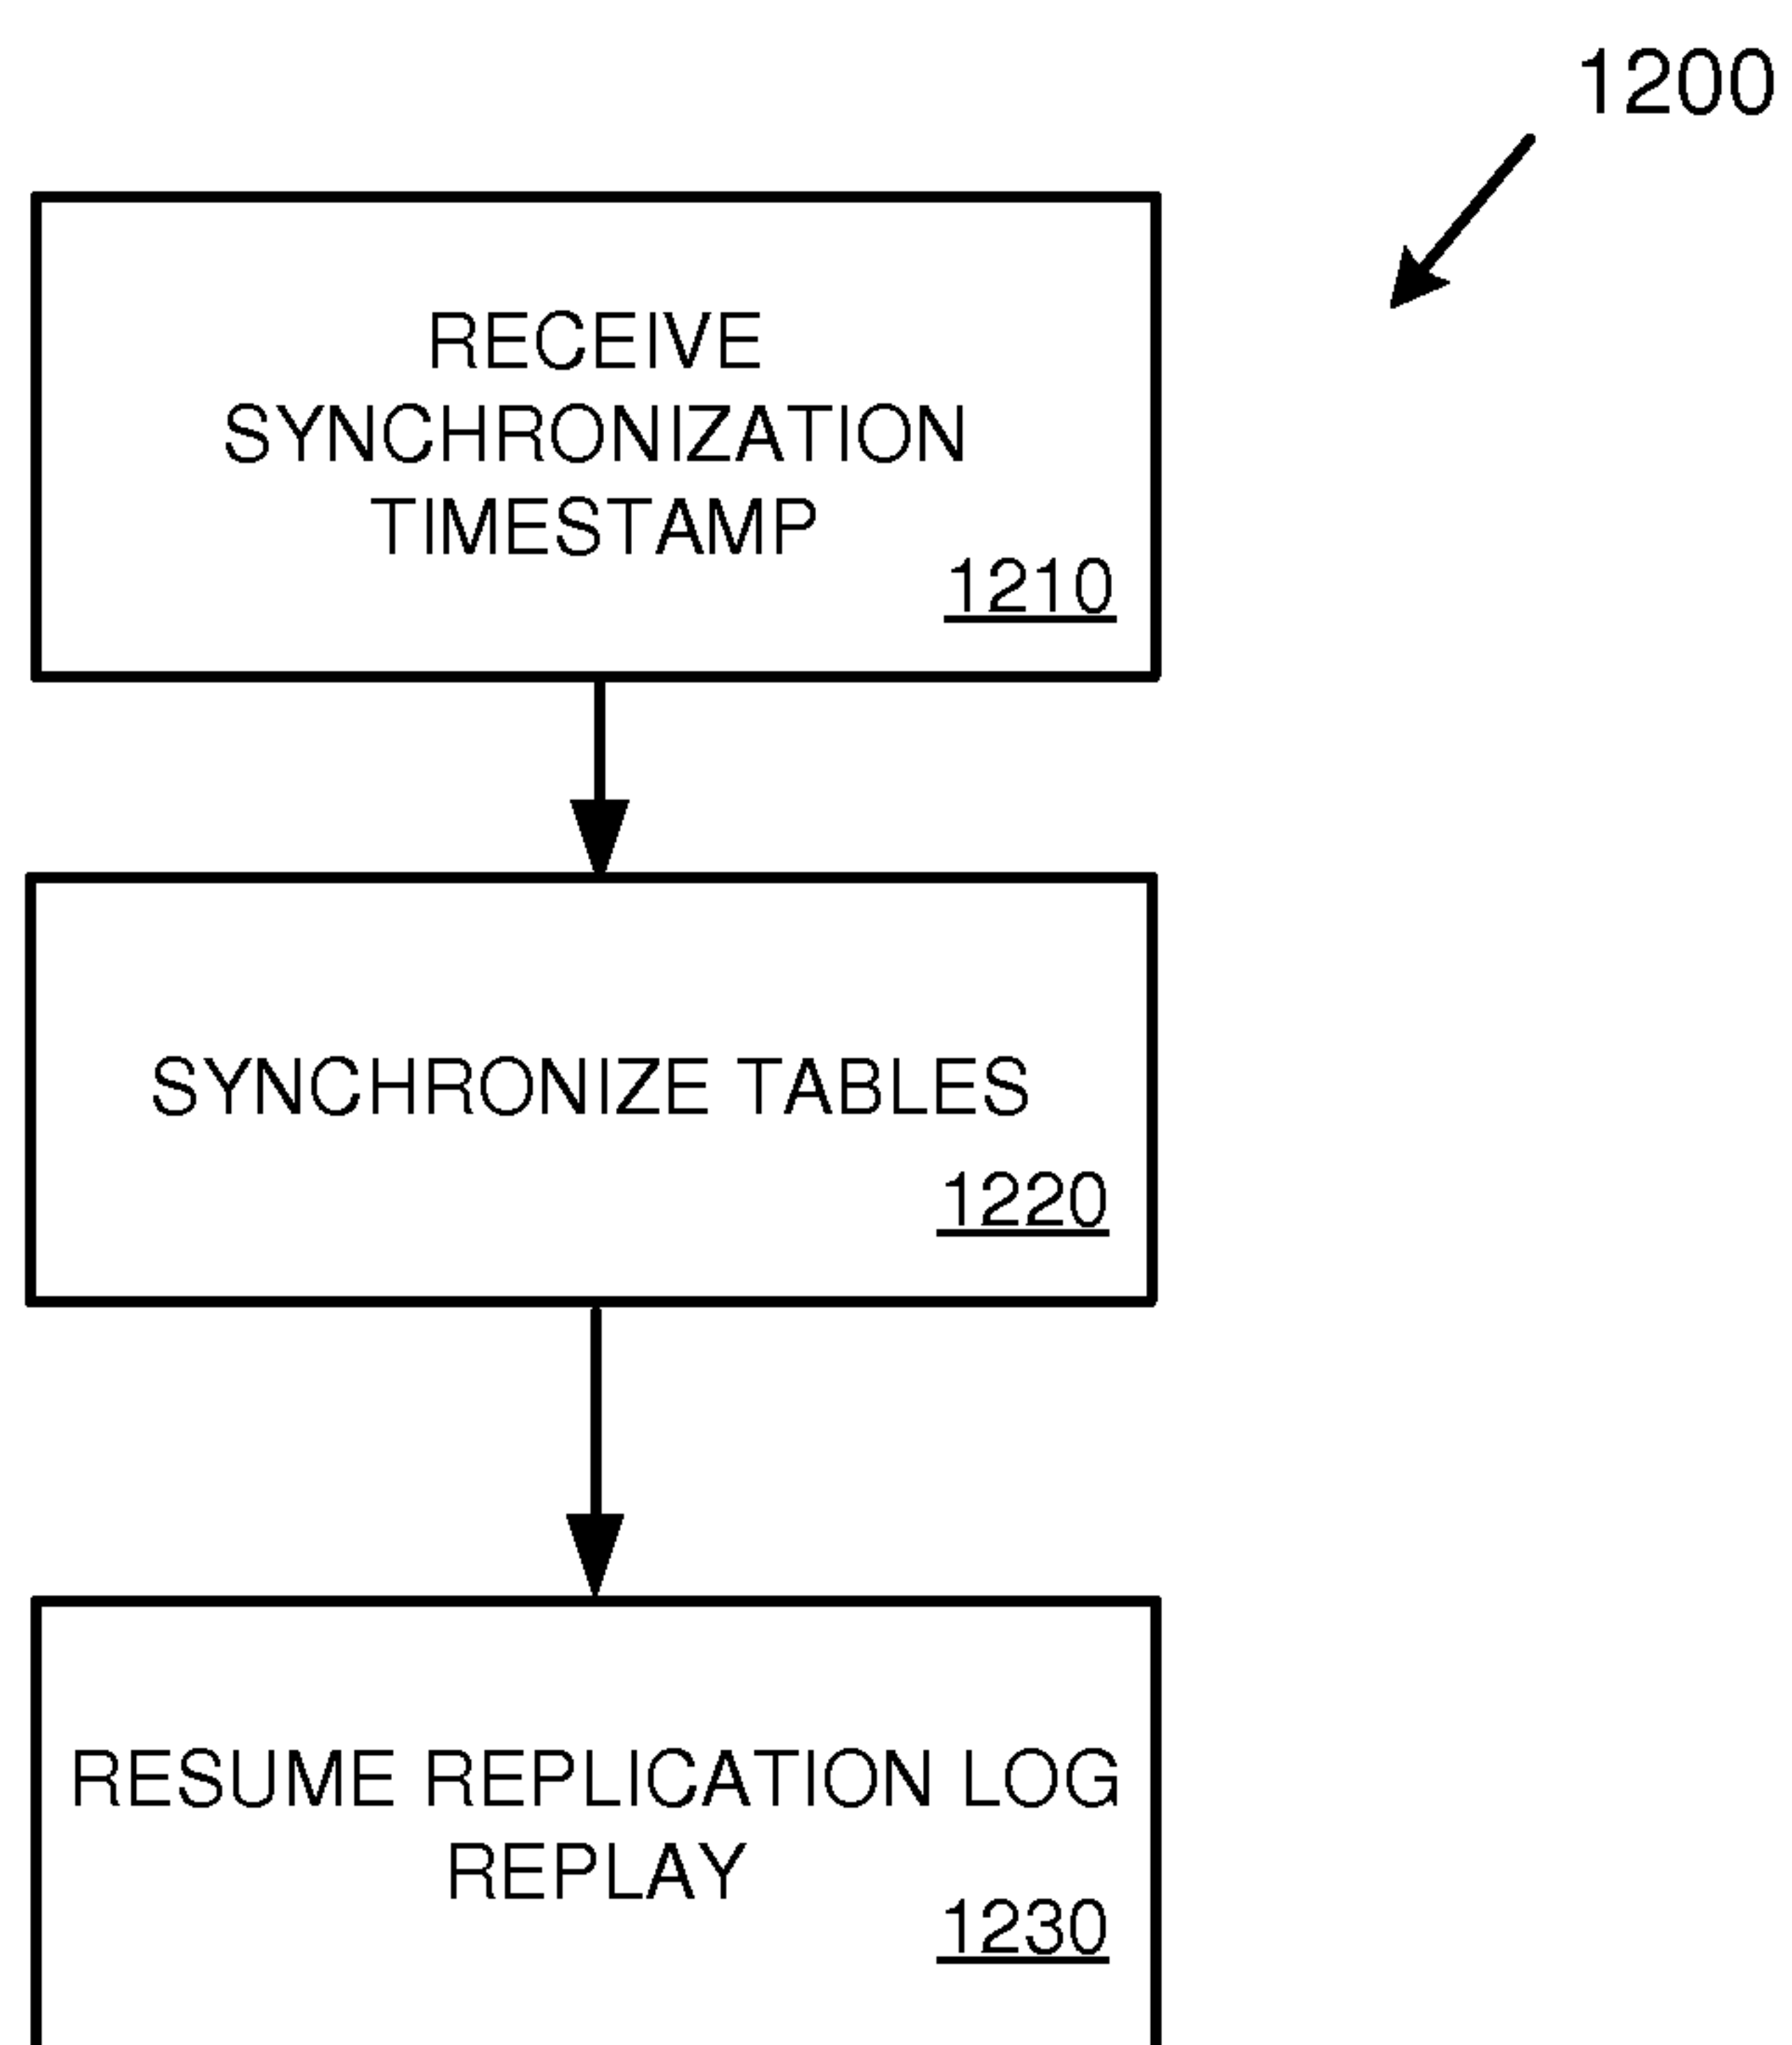 1200
RECEIVE
SYNCHRONIZATION
TIMESTAMP
1210
SYNCHRONIZE TABLES
1220
RESUME REPLICATION LOG
REPLAY
1230